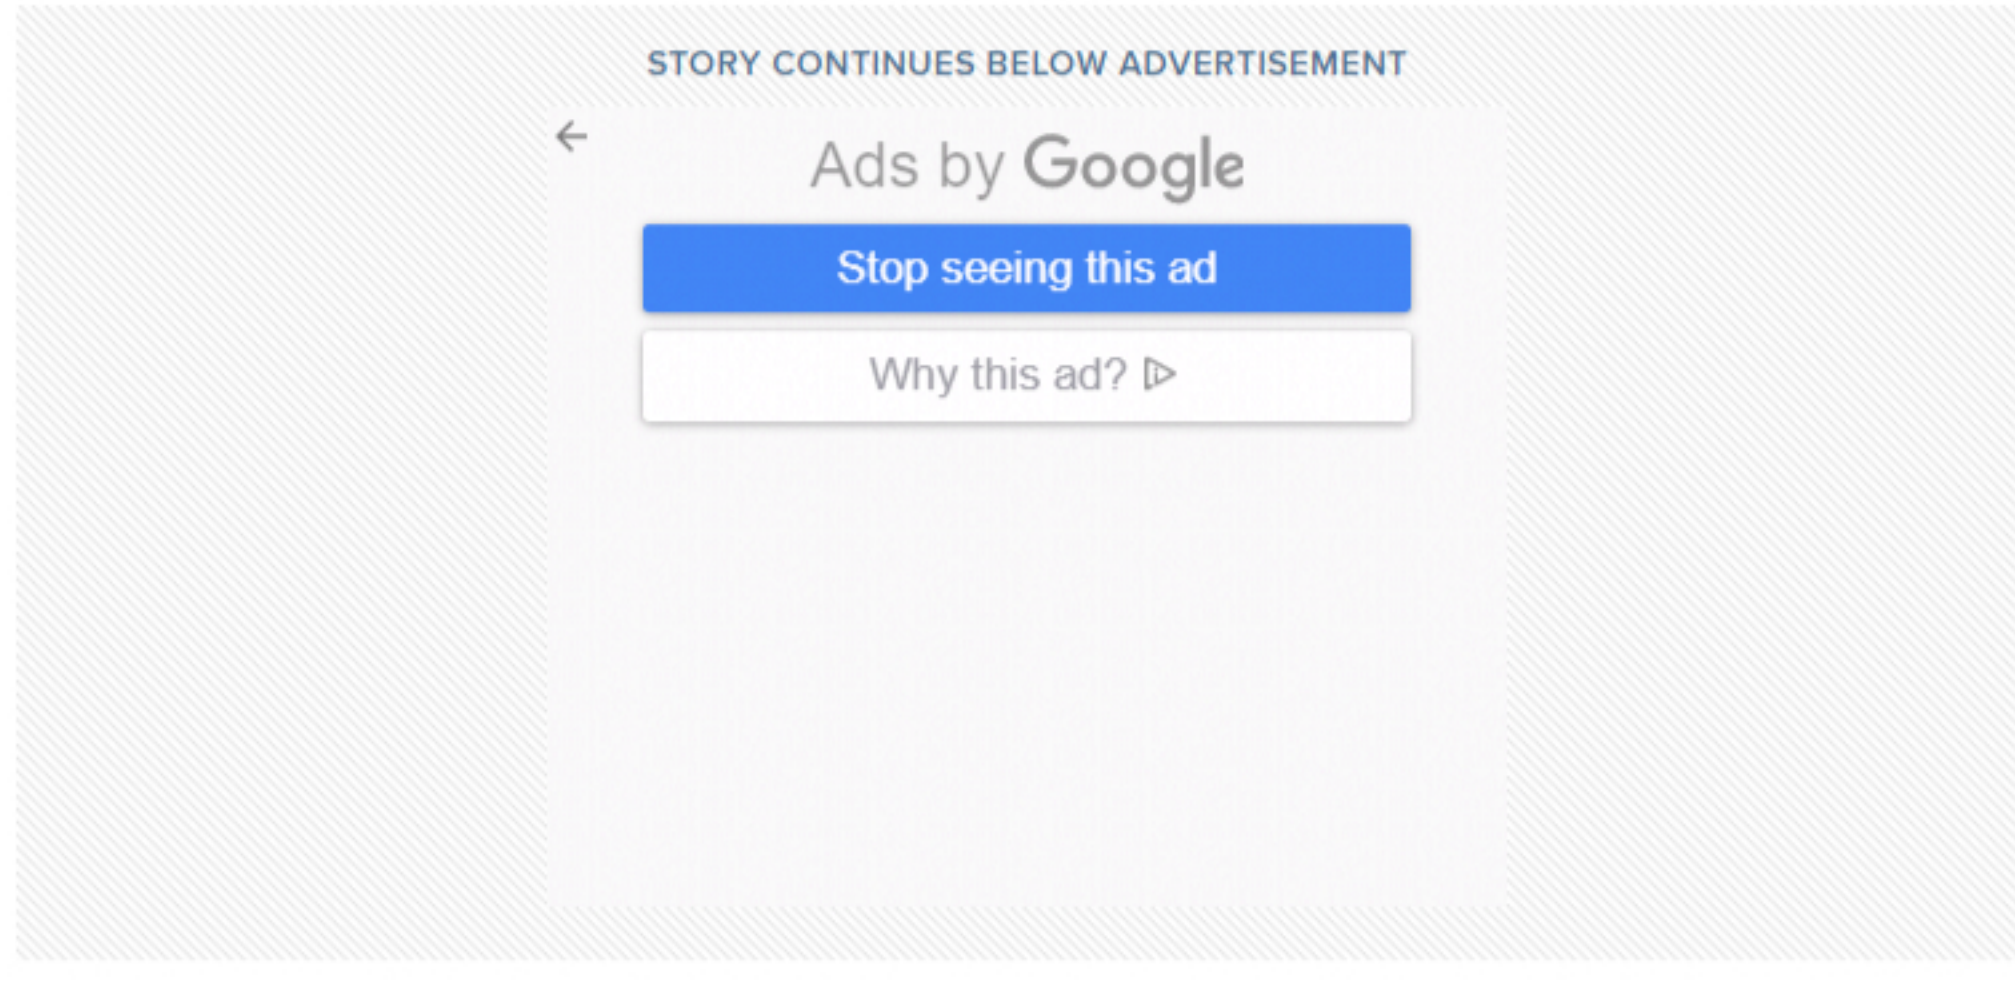 STORY CONTINUES BELOW ADVERTISEMENT
Ads by Google
Stop seeing this ad
Why this ad?